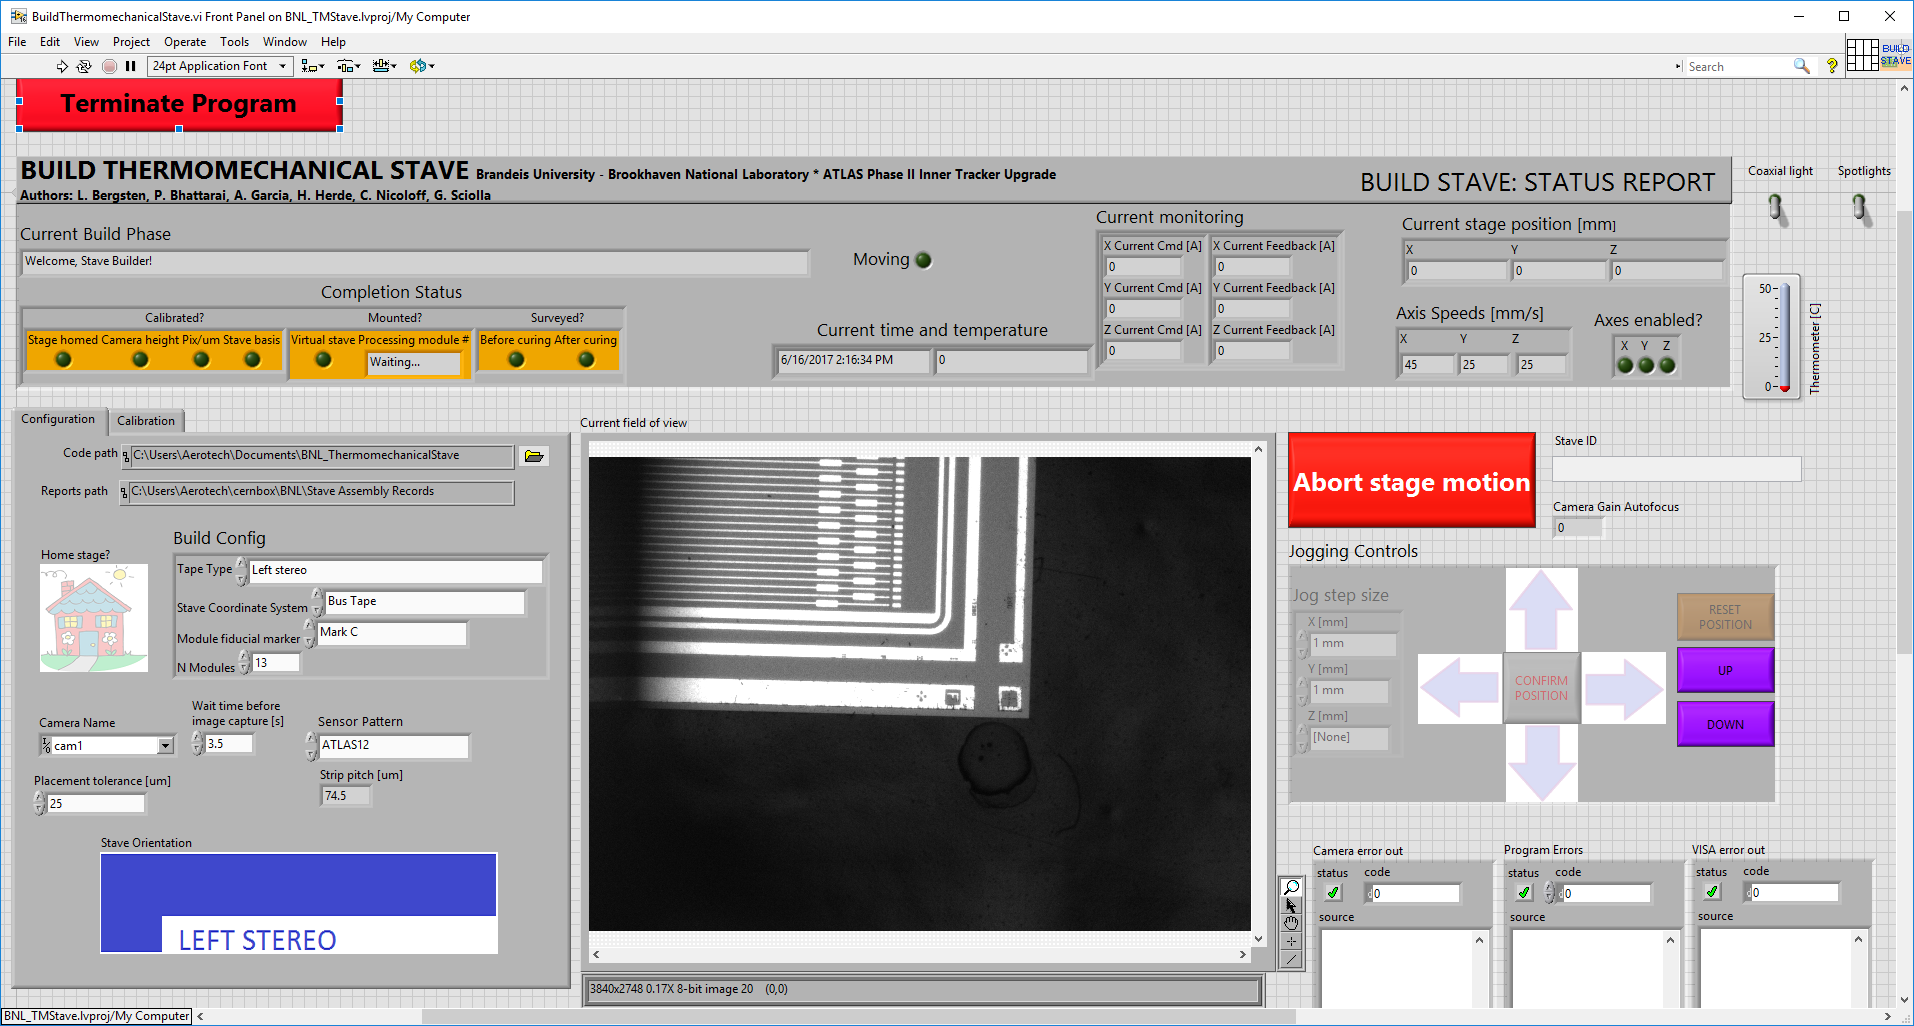 BuildThermomechanicalStave.vi Front Panel on BNL_TMStave.lvproj/My Computer
File Edit View Project Operate Tools Window Help
24pt Application Font
Search
BUILD
STAVE
Terminate Program
BUILD THERMOMECHANICAL STAVE Brandeis University - Brookhaven National Laboratory * ATLAS Phase II Inner Tracker Upgrade
Authors: L. Bergsten, P. Bhattarai, A. Garcia, H. Herde, C. Nicoloff, G. Sciolla
BUILD STAVE: STATUS REPORT
Coaxial light Spotlights
Current Build Phase
Welcome, Stave Builder!
Moving
Completion Status
Calibrated? Mounted? Surveyed?
Stage homed Camera height Pix/um Stave basis Virtual stave Processing module # Before curing After curing
Waiting...
Current time and temperature
6/16/2017 2:16:34 PM 0
Current monitoring
X Current Cmd [A] X Current Feedback [A]
0 0
Y Current Cmd [A] Y Current Feedback [A]
0 0
Z Current Cmd [A] Z Current Feedback [A]
0 0
Current stage position [mm]
X Y Z
0 0 0
Axis Speeds [mm/s]
X Y Z
45 25 25
Axes enabled?
X Y Z
50
25
0
Thermometer [C]
Configuration Calibration
Code path C:\Users\Aerotech\Documents\BNL_ThermomechanicalStave
Reports path C:\Users\Aerotech\cernbox\BNL\Stave Assembly Records
Home stage?
Build Config
Tape Type Left stereo
Stave Coordinate System Bus Tape
Module fiducial marker Mark C
N Modules 13
Camera Name
cam1
Wait time before
image capture [s]
3.5
Sensor Pattern
ATLAS12
Placement tolerance [um]
25
Strip pitch [um]
74.5
Stave Orientation
LEFT STEREO
Current field of view
F
3840x2748 0.17X 8-bit image 20 (0,0)
Abort stage motion
Stave ID
Camera Gain Autofocus
0
Jogging Controls
Jog step size
X [mm]
1 mm
Y [mm]
1 mm
Z [mm]
[None]
CONFIRM
POSITION
RESET
POSITION
UP
DOWN
Camera error out
status code
0
source
Program Errors
status code
d0
source
VISA error out
status code
0
source
BNL_TMStave.lvproj/My Computer